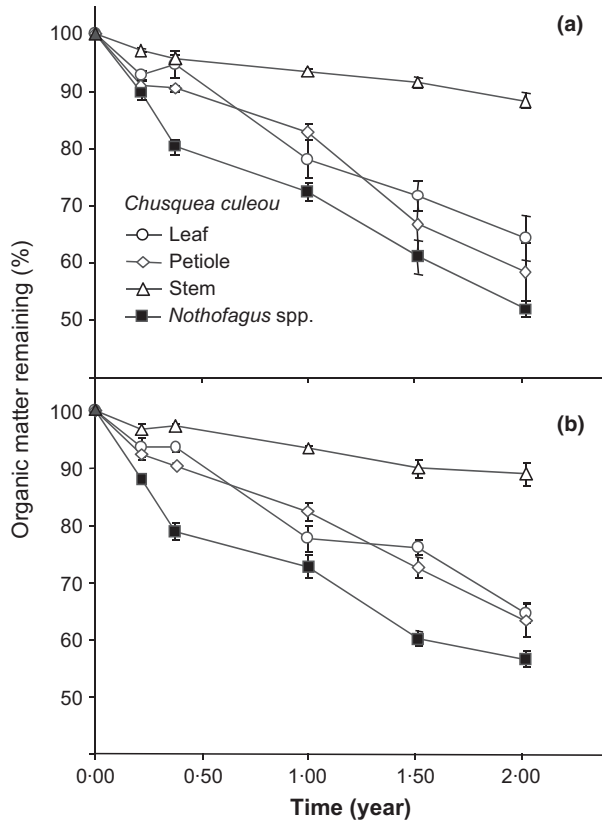 (a)
100
90
80
70
60
50
Chusquea culeou
Leaf
Petiole
Stem
Nothofagus spp.
Organic matter remaining (%)
(b)
100
90
80
70
60
50
0·00 0·50 1·00 1·50 2·00
Time (year)